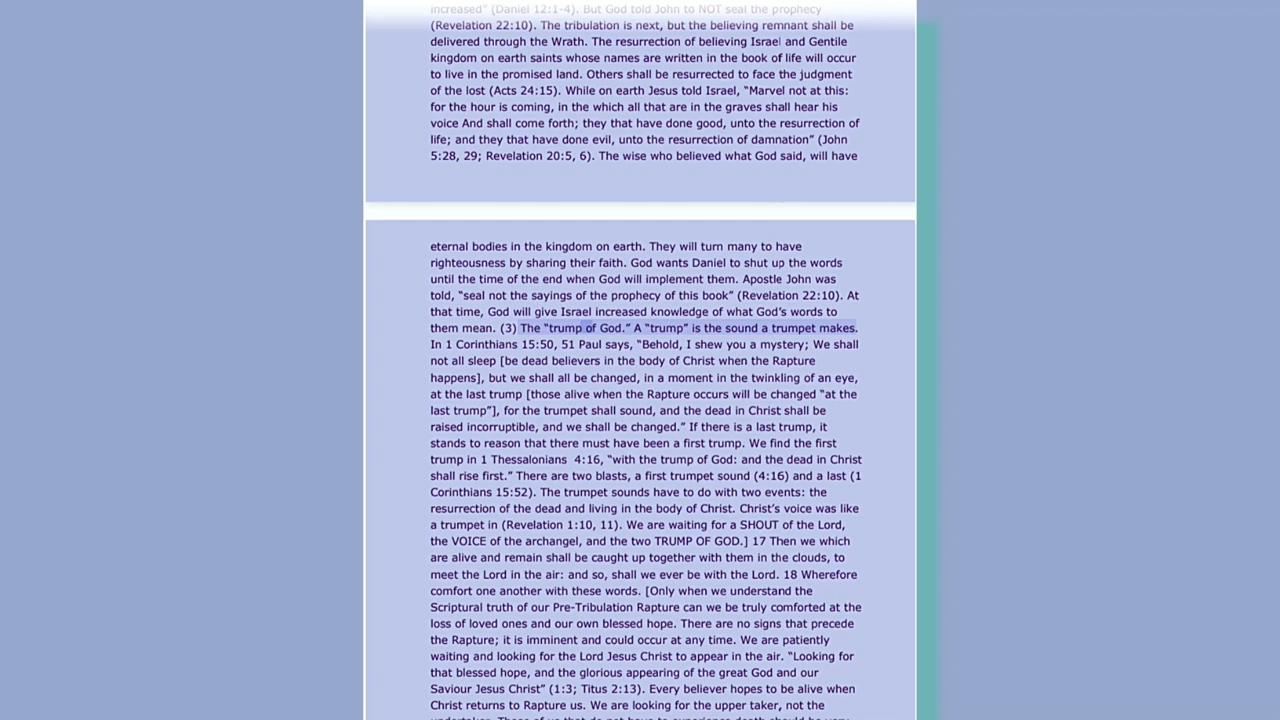 increased” (Daniel 12:1-4). But God told John to NOT seal the prophecy
(Revelation 22:10). The tribulation is next, but the believing remnant shall be
delivered through the Wrath. The resurrection of believing Israel and Gentile
kingdom on earth saints whose names are written in the book of life will occur
to live in the promised land. Others shall be resurrected to face the judgment
of the lost (Acts 24:15). While on earth Jesus told Israel, “Marvel not at this:
for the hour is coming, in the which all that are in the graves shall hear his
voice And shall come forth; they that have done good, unto the resurrection of
life; and they that have done evil, unto the resurrection of damnation” (John
5:28, 29; Revelation 20:5, 6). The wise who believed what God said, will have
eternal bodies in the kingdom on earth. They will turn many to have
righteousness by sharing their faith. God wants Daniel to shut up the words
until the time of the end when God will implement them. Apostle John was
told, “seal not the sayings of the prophecy of this book” (Revelation 22:10). At
that time, God will give Israel increased knowledge of what God’s words to
them mean. (3) The “trump of God.” A “trump” is the sound a trumpet makes.
In 1 Corinthians 15:50, 51 Paul says, “Behold, I shew you a mystery; We shall
not all sleep [be dead believers in the body of Christ when the Rapture
happens], but we shall all be changed, in a moment in the twinkling of an eye,
at the last trump [those alive when the Rapture occurs will be changed “at the
last trump”], for the trumpet shall sound, and the dead in Christ shall be
raised incorruptible, and we shall be changed.” If there is a last trump, it
stands to reason that there must have been a first trump. We find the first
trump in 1 Thessalonians  4:16, “with the trump of God: and the dead in Christ
shall rise first.” There are two blasts, a first trumpet sound (4:16) and a last (1
Corinthians 15:52). The trumpet sounds have to do with two events: the
resurrection of the dead and living in the body of Christ. Christ’s voice was like
a trumpet in (Revelation 1:10, 11). We are waiting for a SHOUT of the Lord,
the VOICE of the archangel, and the two TRUMP OF GOD.] 17 Then we which
are alive and remain shall be caught up together with them in the clouds, to
meet the Lord in the air: and so, shall we ever be with the Lord. 18 Wherefore
comfort one another with these words. [Only when we understand the
Scriptural truth of our Pre-Tribulation Rapture can we be truly comforted at the
loss of loved ones and our own blessed hope. There are no signs that precede
the Rapture; it is imminent and could occur at any time. We are patiently
waiting and looking for the Lord Jesus Christ to appear in the air. “Looking for
that blessed hope, and the glorious appearing of the great God and our
Saviour Jesus Christ” (1:3; Titus 2:13). Every believer hopes to be alive when
Christ returns to Rapture us. We are looking for the upper taker, not the
undertaker. Those of us that do not have to experience death should be very